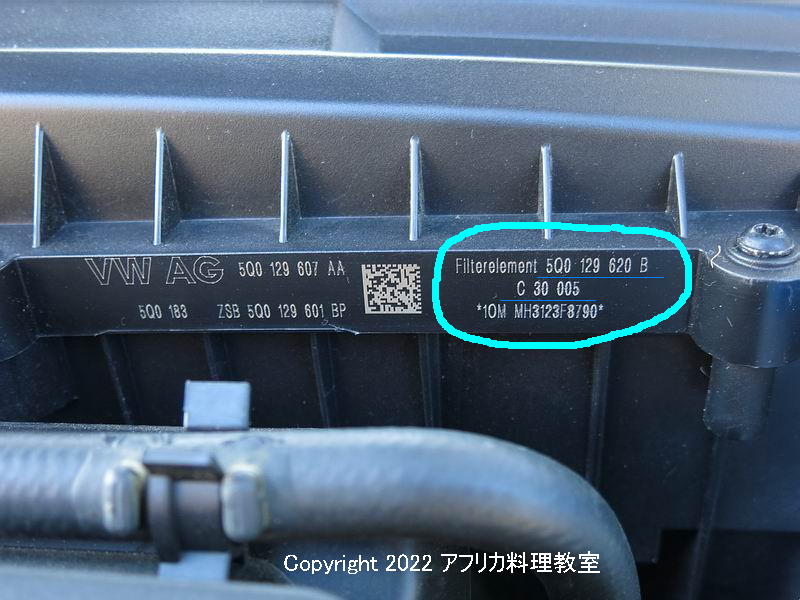 VW AG 5Q0 129 607 AA
5Q0 183 ZSB 5Q0 129 601 BP
Filterelement 5Q0 129 620 B
C 30 005
*10M MH3123F8790*
Copyright 2022 アフリカ料理教室